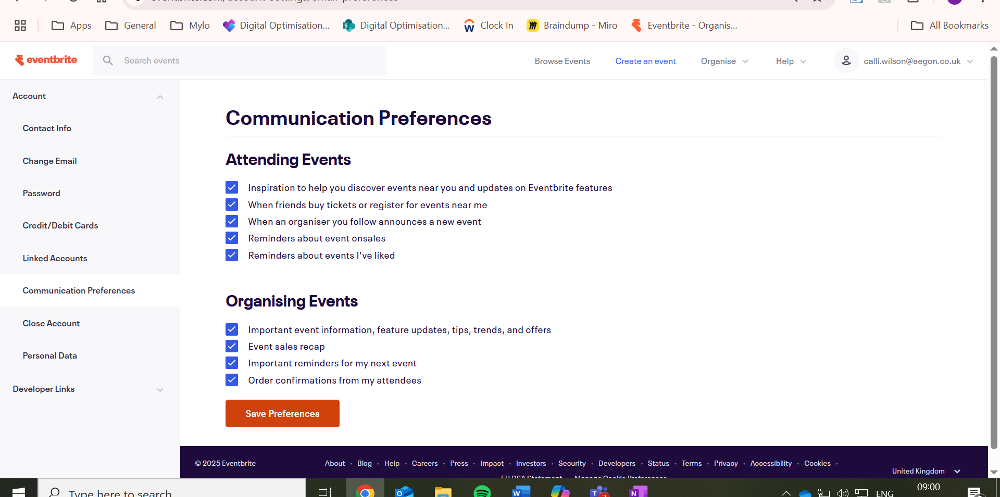 Apps
General
Mylo
Digital Optimisation...
Digital Optimisation...
Clock In
Braindump - Miro
Eventbrite - Organis...
All Bookmarks
eventbrite
Search events
Browse Events
Create an event
Organise
Help
calli.wilson@aegon.co.uk
Account
Contact Info
Change Email
Password
Credit/Debit Cards
Linked Accounts
Communication Preferences
Close Account
Personal Data
Developer Links
Communication Preferences
Attending Events
Inspiration to help you discover events near you and updates on Eventbrite features
When friends buy tickets or register for events near me
When an organiser you follow announces a new event
Reminders about event onsales
Reminders about events I've liked
Organising Events
Important event information, feature updates, tips, trends, and offers
Event sales recap
Important reminders for my next event
Order confirmations from my attendees
Save Preferences
© 2025 Eventbrite
About • Blog • Help • Careers • Press • Impact • Investors • Security • Developers • Status • Terms • Privacy • Accessibility • Cookies •
EU DSA Statement • Manage Cookie Preferences
United Kingdom
Type here to search
ENG
09:00